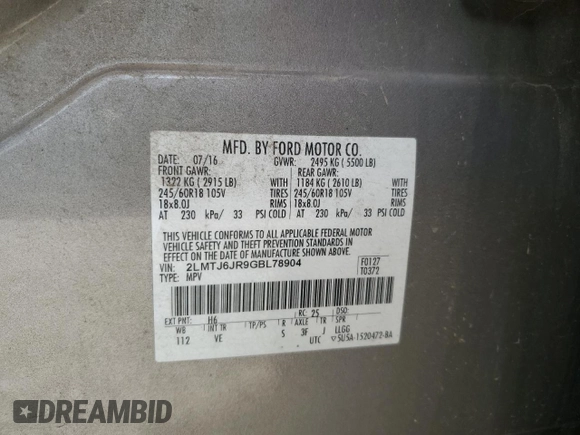 MFD. BY FORD MOTOR CO.
DATE: 07/16 GVWR: 2495 KG ( 5500 LB)
FRONT GAWR: REAR GAWR:
1322 KG ( 2915 LB) WITH 1184 KG ( 2610 LB) WITH
245/60R18 105V TIRES 245/60R18 105V TIRES
18x8.0J RIMS 18x8.0J RIMS
AT 230 kPa/ 33 PSI COLD AT 230 kPa/ 33 PSI COLD
THIS VEHICLE CONFORMS TO ALL APPLICABLE FEDERAL MOTOR
VEHICLE SAFETY AND THEFT PREVENTION STANDARDS IN
EFFECT ON THE DATE OF MANUFACTURE SHOWN ABOVE.
VIN: 2LMTJ6JR9GBL78904 F0127
TYPE: MPV T0372
EXT PNT: H6 RC: 25 DSO:
WB INT TR TP/PS R AXLE TR SPR
112 VE S 3F J LLGG
UTC 5U5A-1520472-BA
DREAMBID